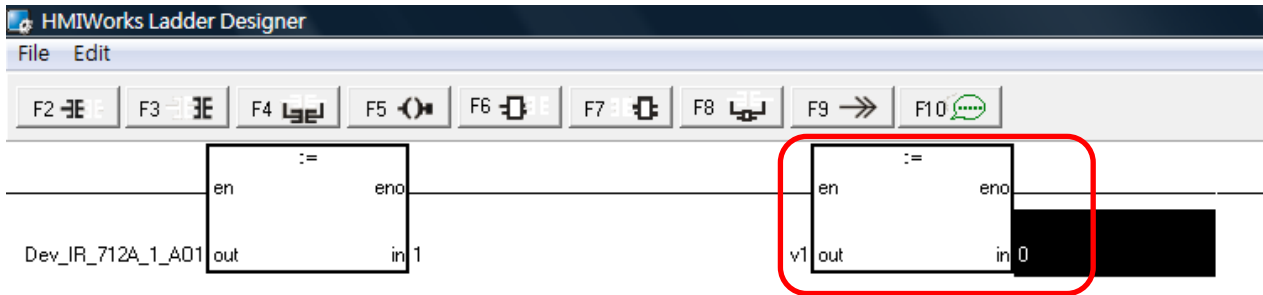 HMIWorks Ladder Designer
File Edit
F2 F3 F4 F5 F6 F7 F8 F9 F10
:= :=
en eno en eno
Dev_IR_712A_1_AO1 out in 1 v1 out in 0